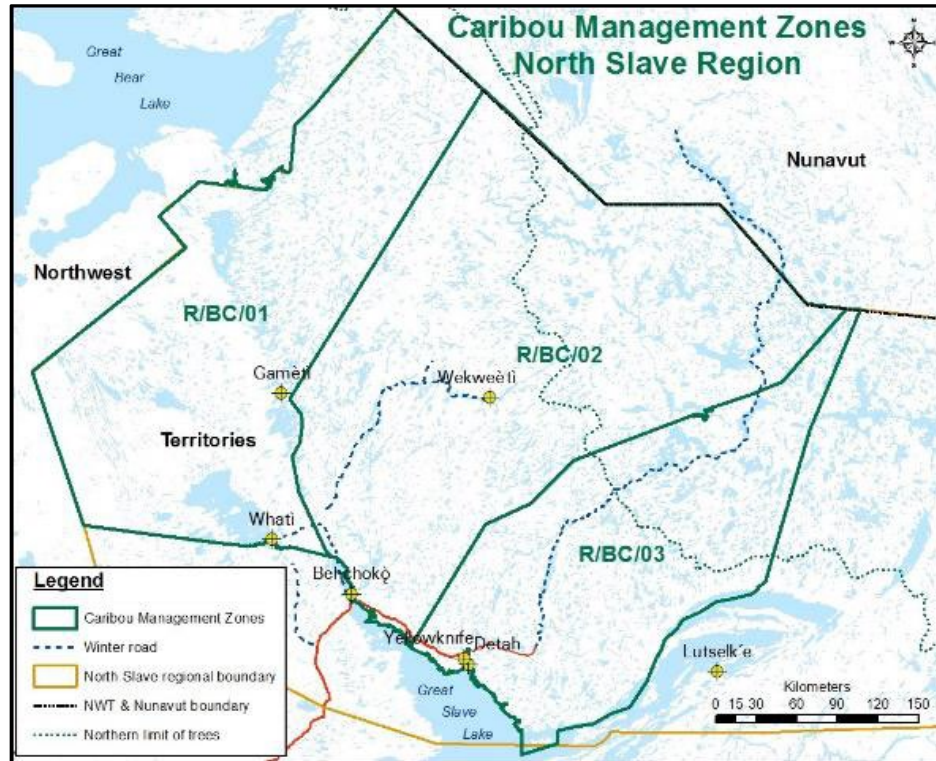 Caribou Management Zones
North Slave Region
Great
Bear
Lake
Nunavut
Northwest
R/BC/01
R/BC/02
Gamètì
Wekweètì
Territories
Whatì
R/BC/03
Behchokǫ̀
Yellowknife
Detah
Lutselk'e
Great
Slave
Lake
Legend
Caribou Management Zones
Winter road
North Slave regional boundary
NWT & Nunavut boundary
Northern limit of trees
Kilometers
0 15 30 60 90 120 150